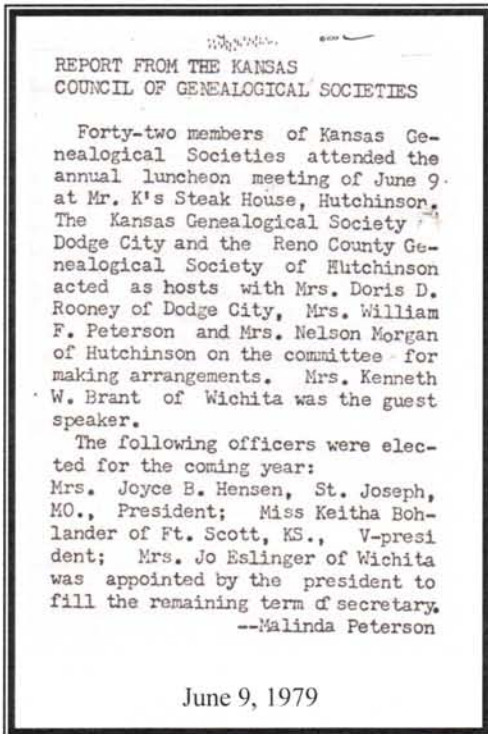 REPORT FROM THE KANSAS
COUNCIL OF GENEALOGICAL SOCIETIES
Forty-two members of Kansas Ge-
nealogical Societies attended the
annual luncheon meeting of June 9
at Mr. K's Steak House, Hutchinson.
The Kansas Genealogical Society
Dodge City and the Reno County Ge-
nealogical Society of Hutchinson
acted as hosts with Mrs. Doris D.
Rooney of Dodge City, Mrs. William
F. Peterson and Mrs. Nelson Morgan
of Hutchinson on the committee for
making arrangements. Mrs. Kenneth
W. Brant of Wichita was the guest
speaker.
The following officers were elec-
ted for the coming year:
Mrs. Joyce B. Hensen, St. Joseph,
MO., President; Miss Keitha Boh-
lander of Ft. Scott, KS., V-presi
dent; Mrs. Jo Eslinger of Wichita
was appointed by the president to
fill the remaining term of secretary.
--Malinda Peterson
June 9, 1979